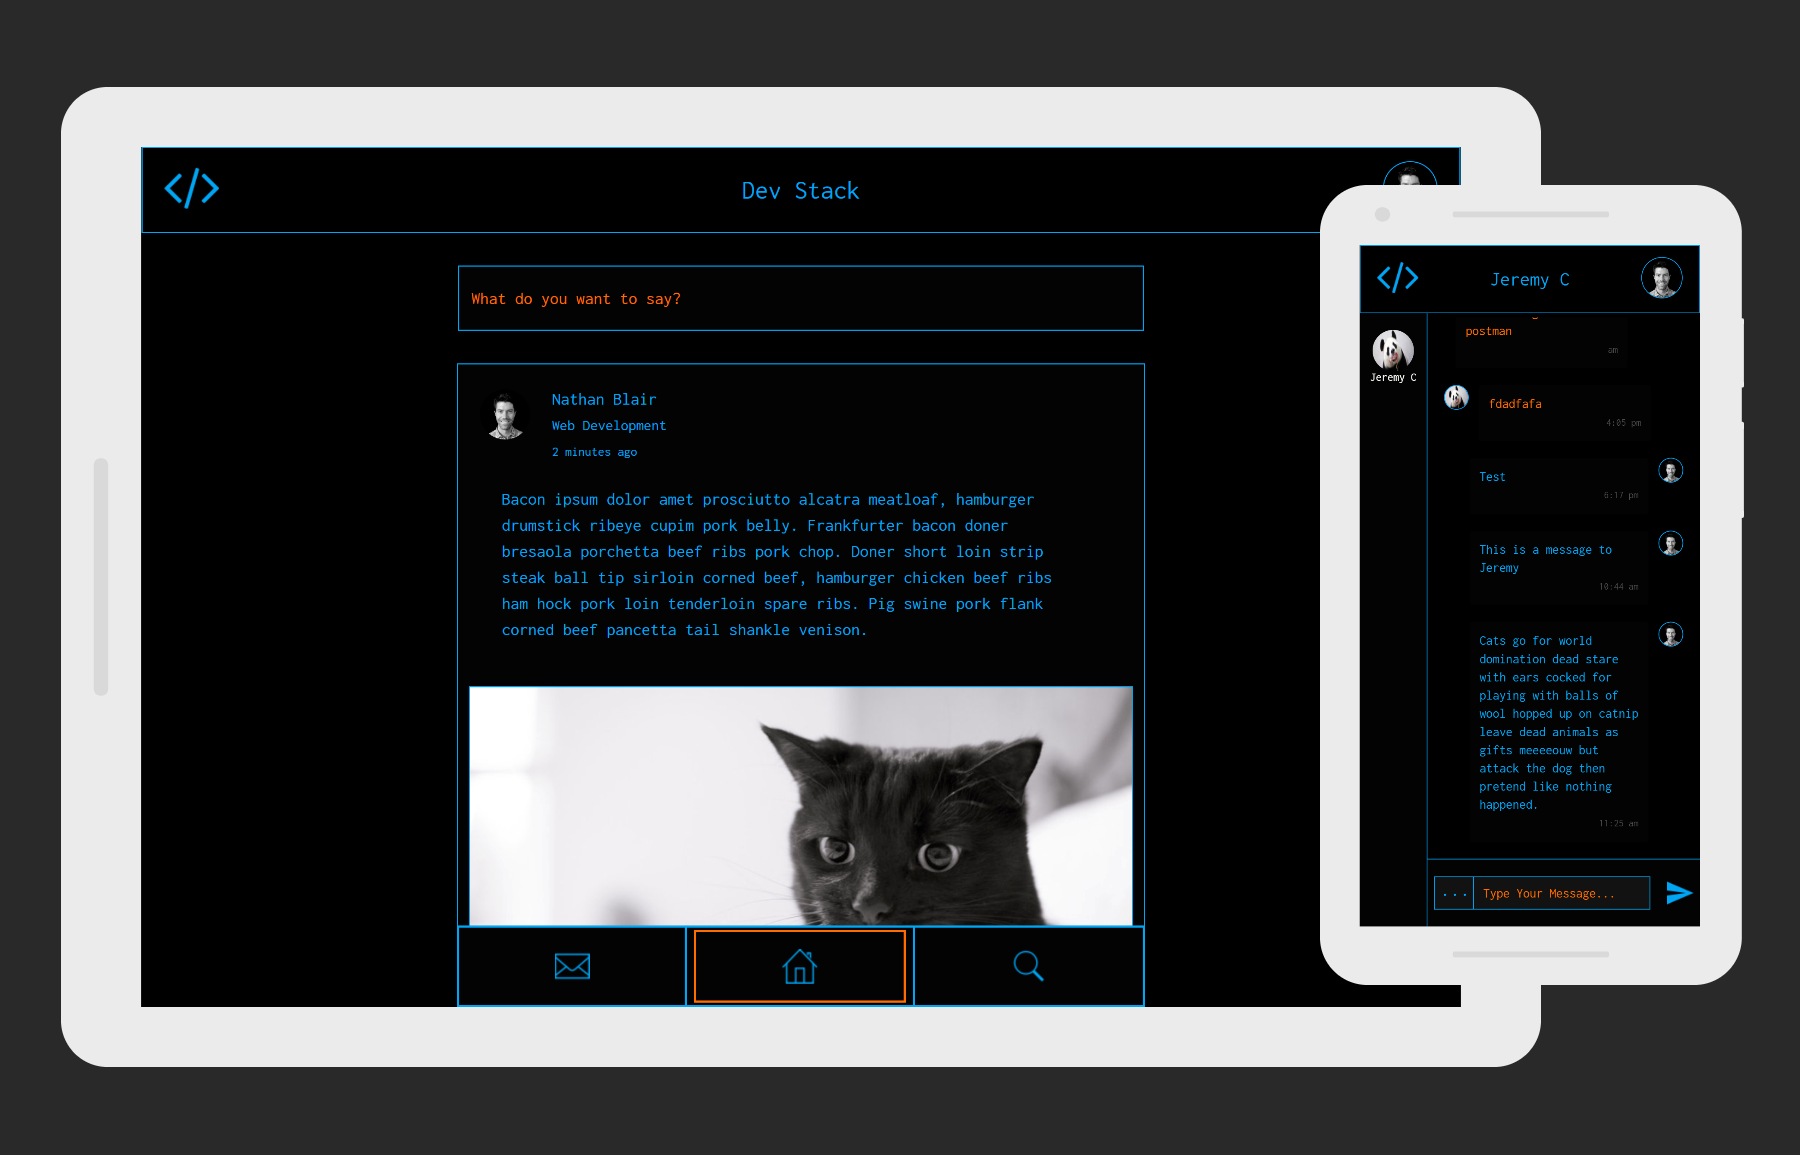 </>
Dev Stack
What do you want to say?
Nathan Blair
Web Development
2 minutes ago
Bacon ipsum dolor amet prosciutto alcatra meatloaf, hamburger
drumstick ribeye cupim pork belly. Frankfurter bacon doner
bresaola porchetta beef ribs pork chop. Doner short loin strip
steak ball tip sirloin corned beef, hamburger chicken beef ribs
ham hock pork loin tenderloin spare ribs. Pig swine pork flank
corned beef pancetta tail shankle venison.
</>
Jeremy C
Jeremy C
postman
am
fdadfafa
4:05 pm
Test
6:17 pm
This is a message to
Jeremy
10:44 am
Cats go for world
domination dead stare
with ears cocked for
playing with balls of
wool hopped up on catnip
leave dead animals as
gifts meeeeouw but
attack the dog then
pretend like nothing
happened.
11:25 am
... Type Your Message...